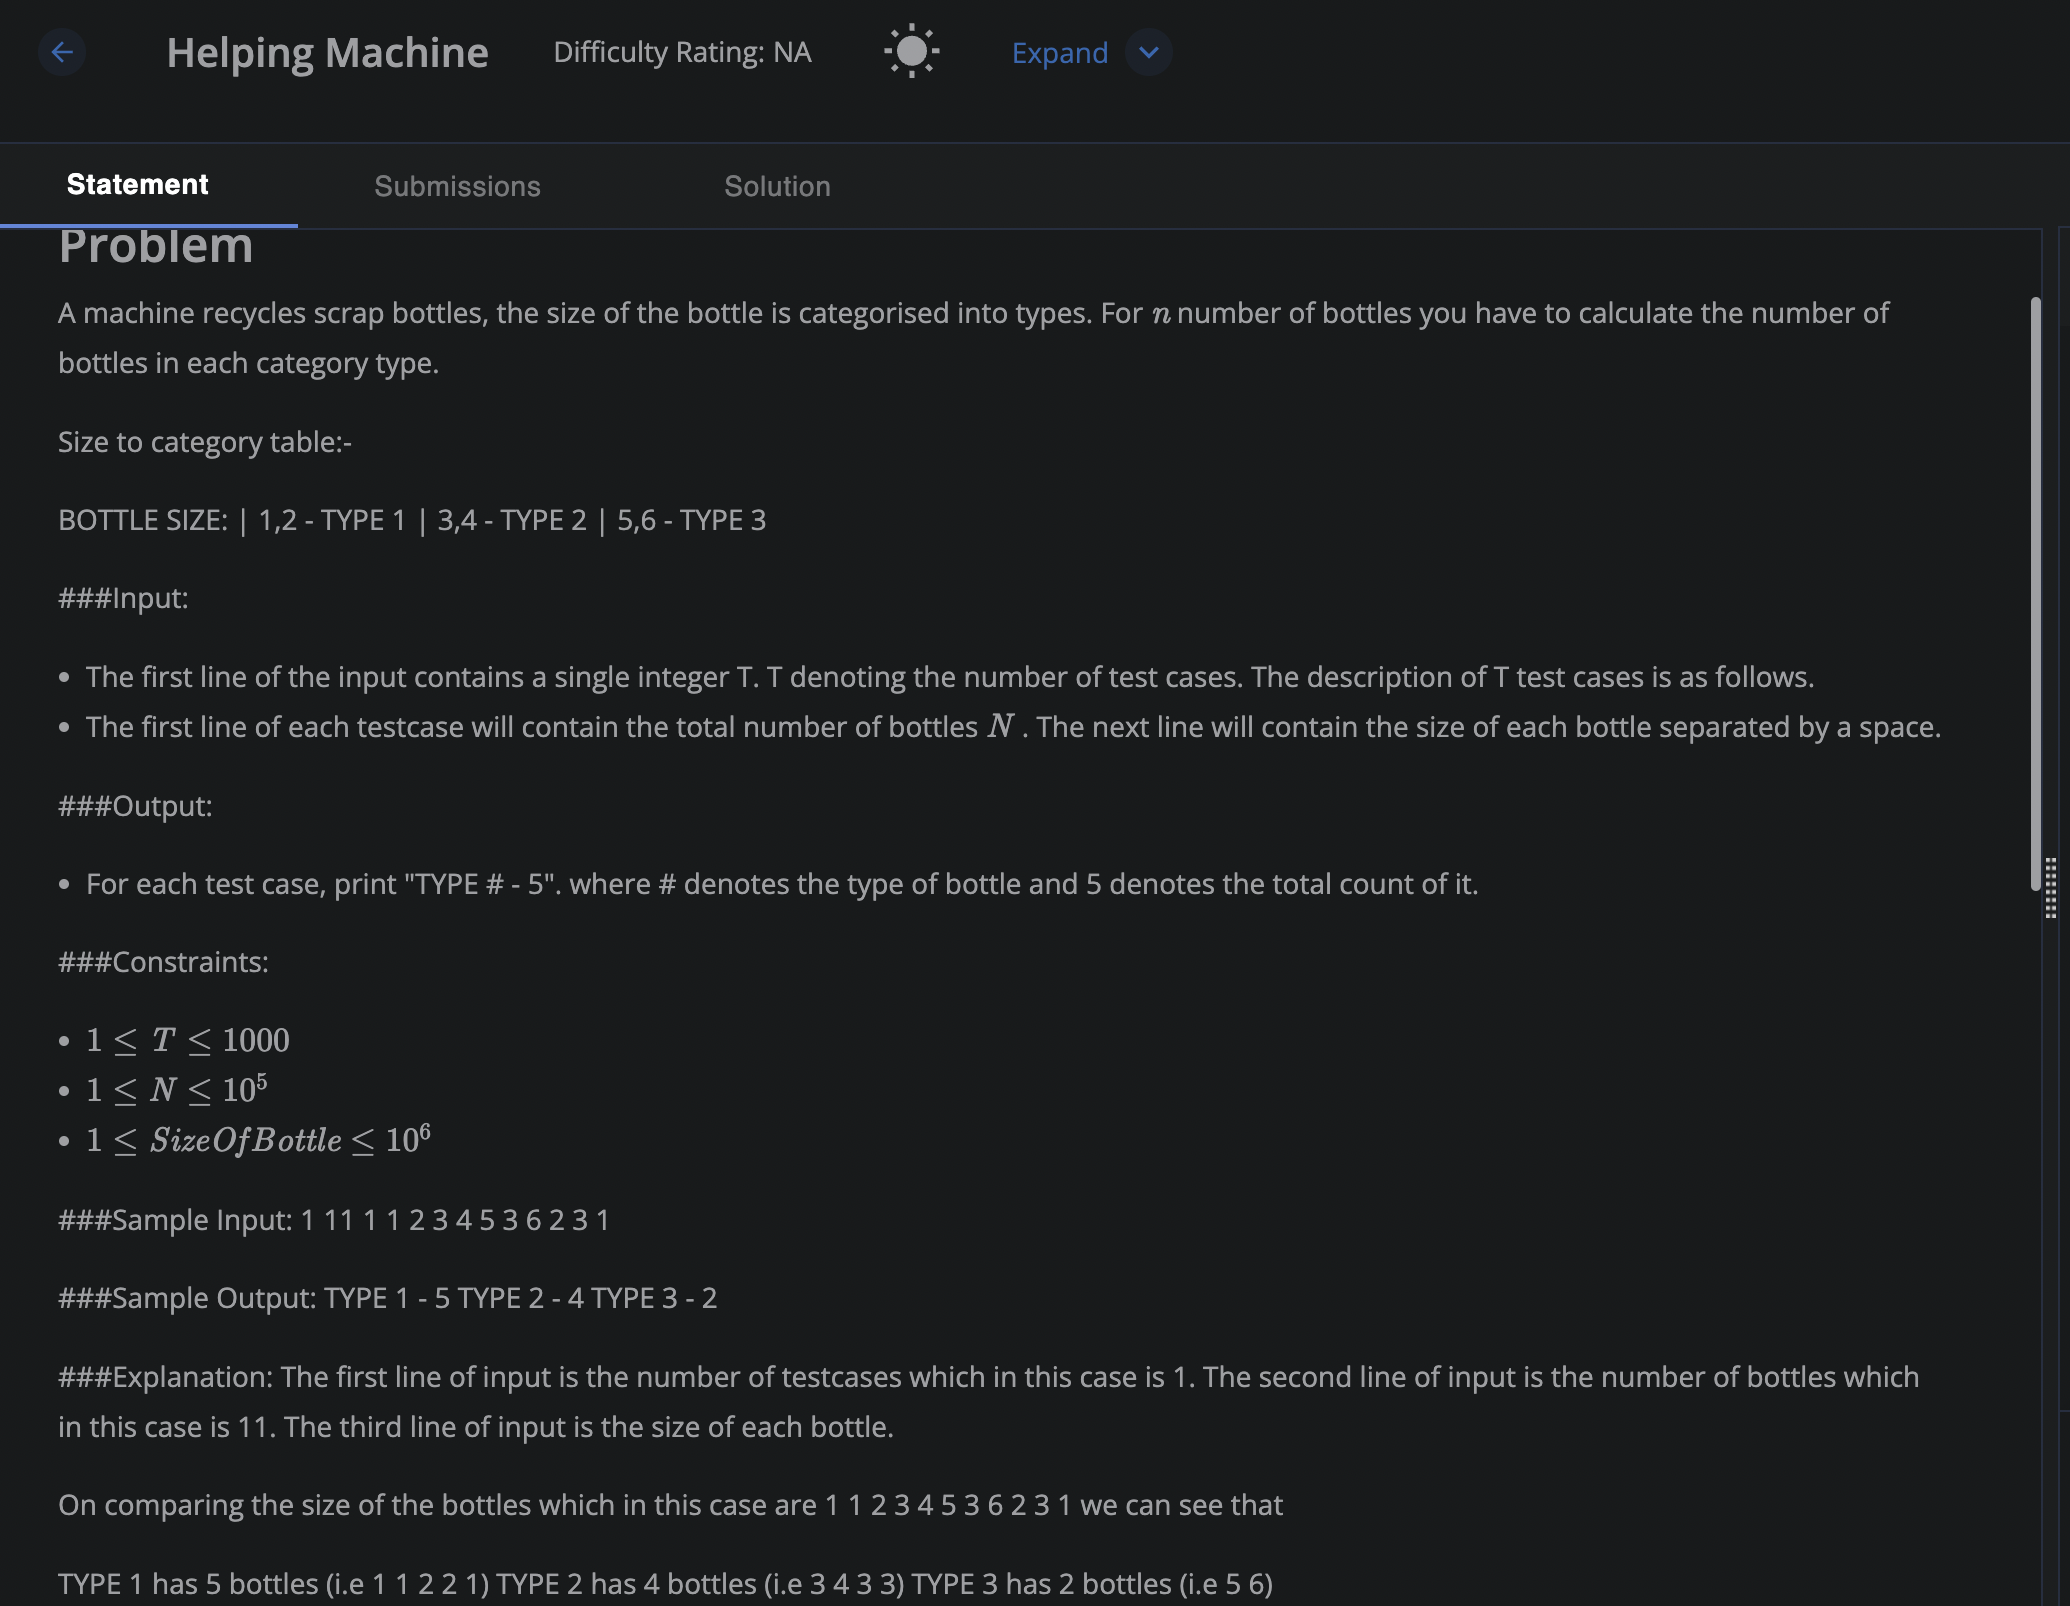 Helping Machine Difficulty Rating: NA Expand
Statement Submissions Solution
Problem
A machine recycles scrap bottles, the size of the bottle is categorised into types. For n number of bottles you have to calculate the number of
bottles in each category type.
Size to category table:-
BOTTLE SIZE: | 1,2 - TYPE 1 | 3,4 - TYPE 2 | 5,6 - TYPE 3
###Input:
• The first line of the input contains a single integer T. T denoting the number of test cases. The description of T test cases is as follows.
• The first line of each testcase will contain the total number of bottles N . The next line will contain the size of each bottle separated by a space.
###Output:
• For each test case, print "TYPE # - 5". where # denotes the type of bottle and 5 denotes the total count of it.
###Constraints:
• 1 ≤ T ≤ 1000
• 1 ≤ N ≤ 10⁵
• 1 ≤ SizeOfBottle ≤ 10⁶
###Sample Input: 1 11 1 1 2 3 4 5 3 6 2 3 1
###Sample Output: TYPE 1 - 5 TYPE 2 - 4 TYPE 3 - 2
###Explanation: The first line of input is the number of testcases which in this case is 1. The second line of input is the number of bottles which
in this case is 11. The third line of input is the size of each bottle.
On comparing the size of the bottles which in this case are 1 1 2 3 4 5 3 6 2 3 1 we can see that
TYPE 1 has 5 bottles (i.e 1 1 2 2 1) TYPE 2 has 4 bottles (i.e 3 4 3 3) TYPE 3 has 2 bottles (i.e 5 6)